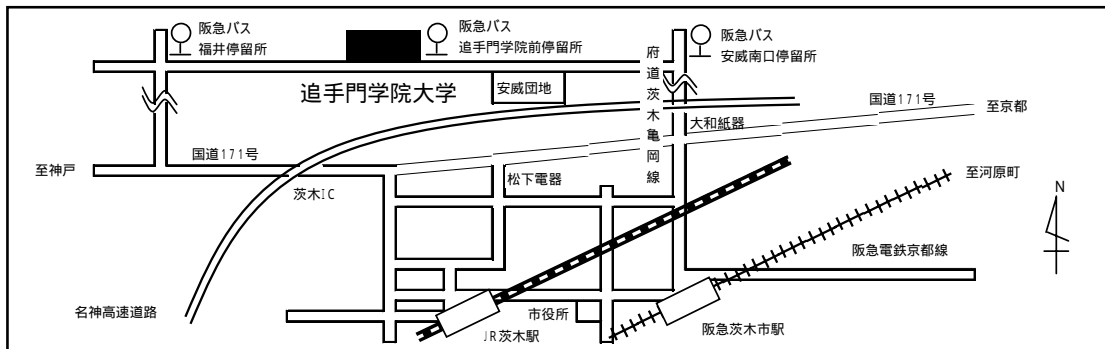 阪急バス
福井停留所
阪急バス
追手門学院前停留所
阪急バス
安威南口停留所
府道茨木亀岡線
追手門学院大学
安威団地
国道171号
至京都
大和紙器
国道171号
至神戸
松下電器
至河原町
茨木IC
N
阪急電鉄京都線
名神高速道路
市役所
JR茨木駅
阪急茨木市駅